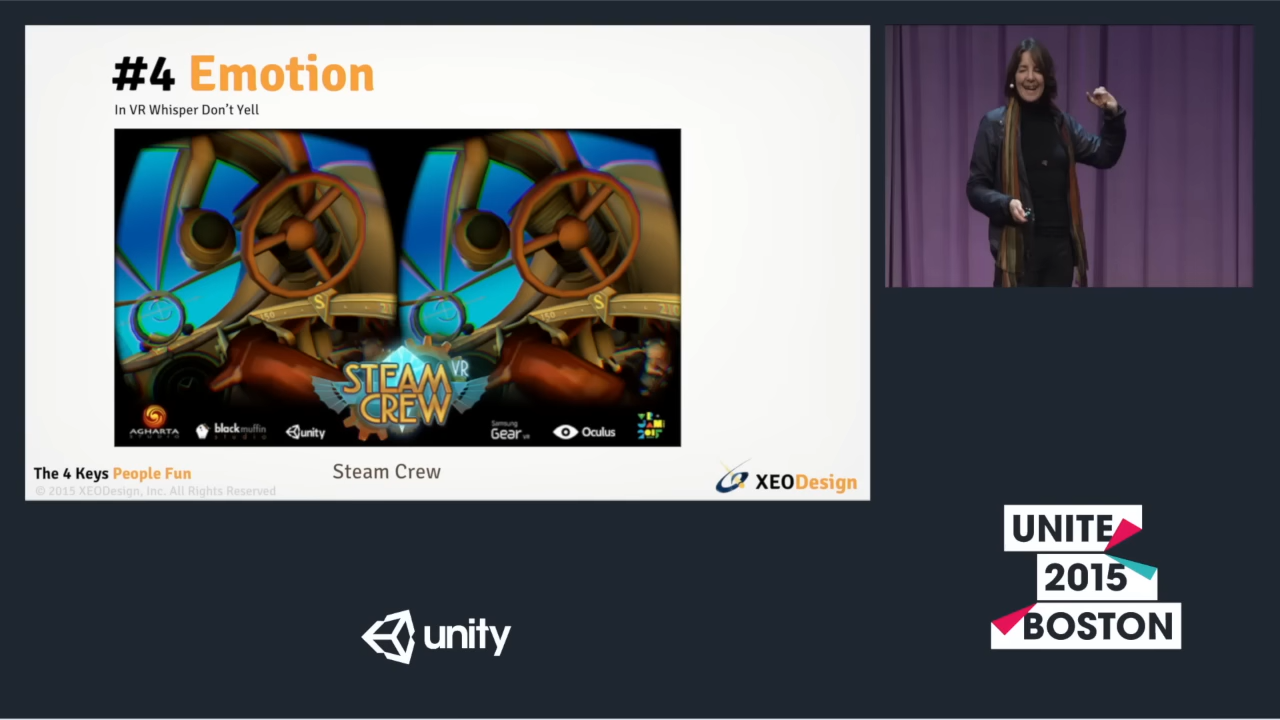 #4 Emotion
In VR Whisper Don't Yell
S
S
STEAM VR
CREW
AGHARTA
STUDIO
blackmuffin
studio
unity
Samsung
Gear VR
Oculus
Steam Crew
The 4 Keys People Fun
© 2015 XEODesign, Inc. All Rights Reserved
XEODesign
UNITE
2015
BOSTON
unity